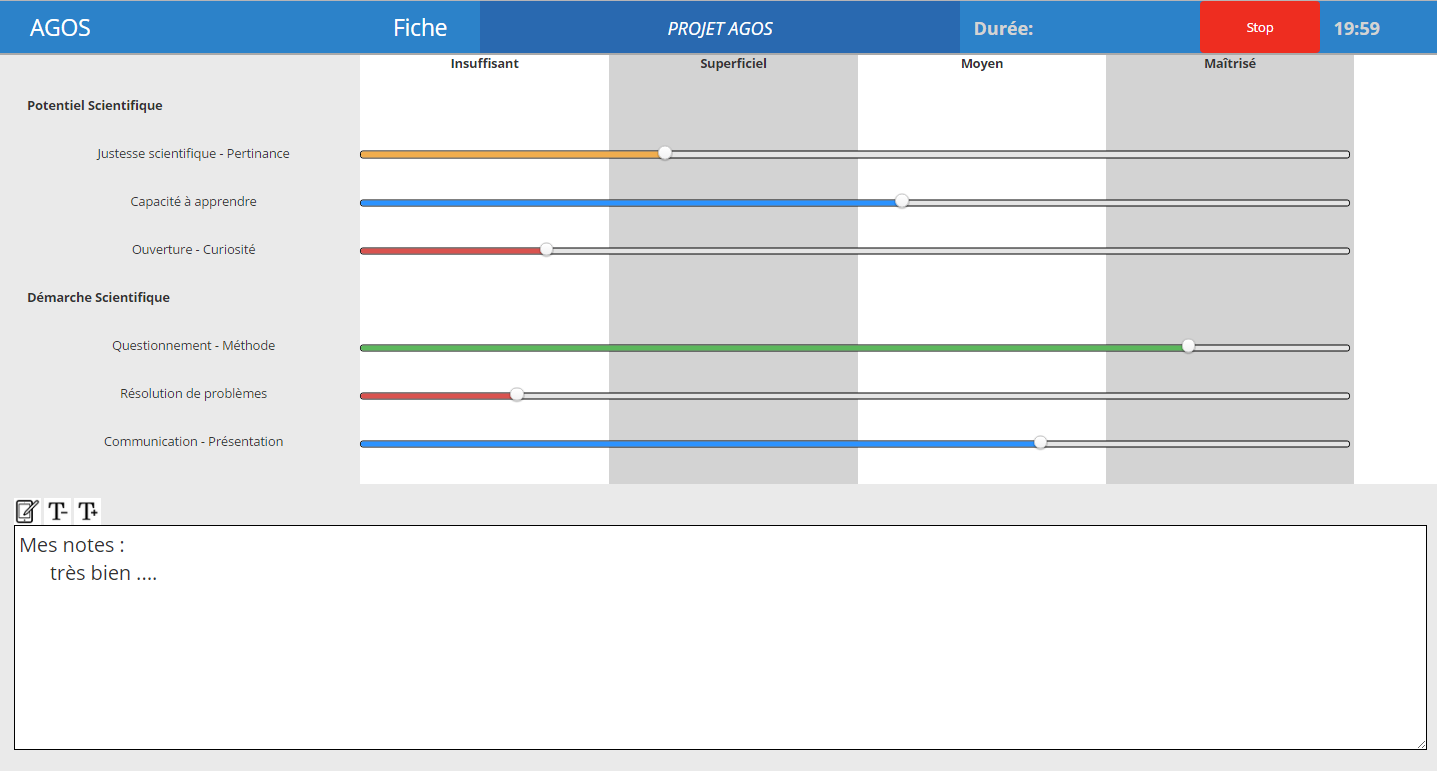 AGOS Fiche PROJET AGOS Durée: Stop 19:59
Insuffisant Superficiel Moyen Maîtrisé
Potentiel Scientifique
Justesse scientifique - Pertinance
Capacité à apprendre
Ouverture - Curiosité
Démarche Scientifique
Questionnement - Méthode
Résolution de problèmes
Communication - Présentation
T- T+
Mes notes :
très bien ....